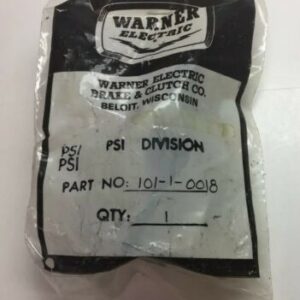 WARNER
ELECTRIC
WARNER ELECTRIC
BRAKE & CLUTCH CO.
BELOIT, WISCONSIN
PSI
PSI
PSI DIVISION
PART NO: 101-1-0018
QTY: 1